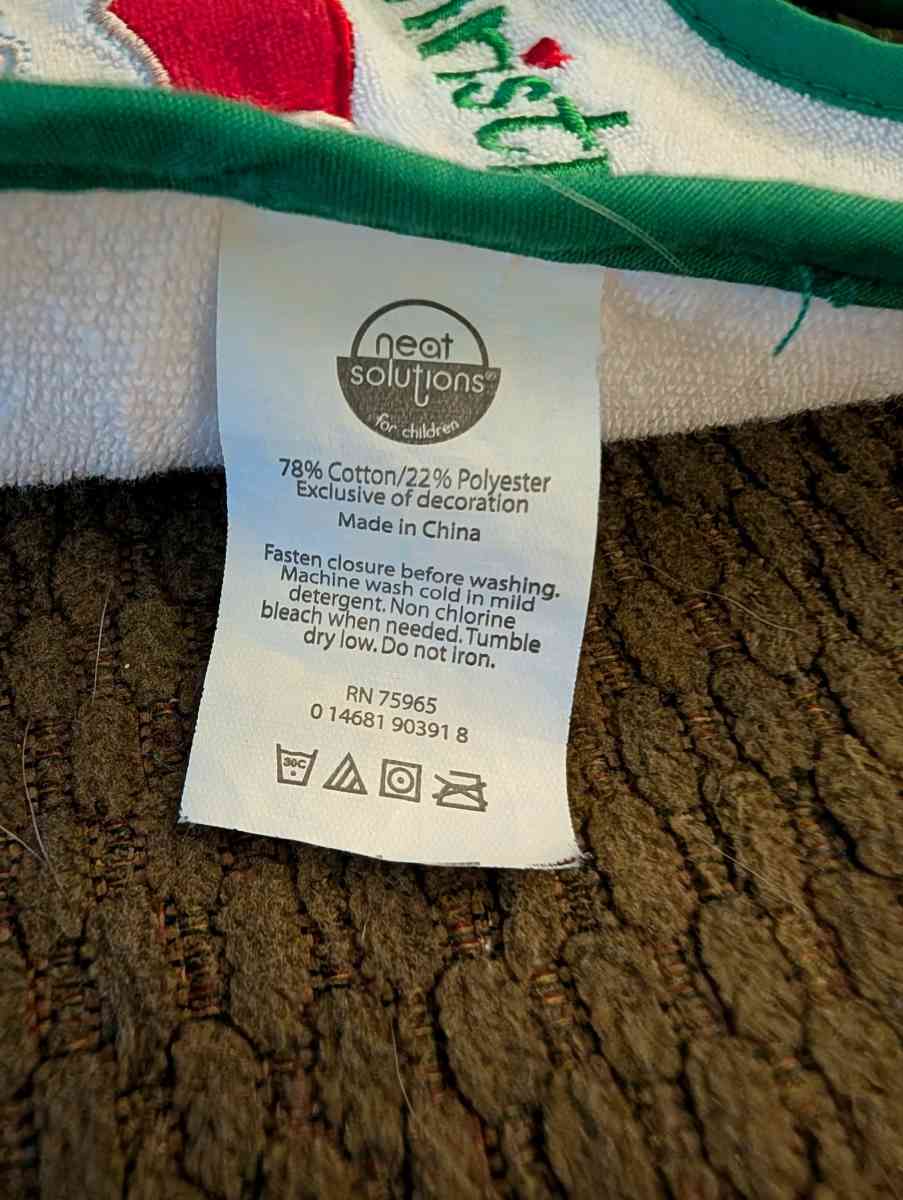 neat
solutions®
for children
78% Cotton/22% Polyester
Exclusive of decoration
Made in China
Fasten closure before washing.
Machine wash cold in mild
detergent. Non chlorine
bleach when needed. Tumble
dry low. Do not iron.
RN 75965
0 14681 90391 8
30C